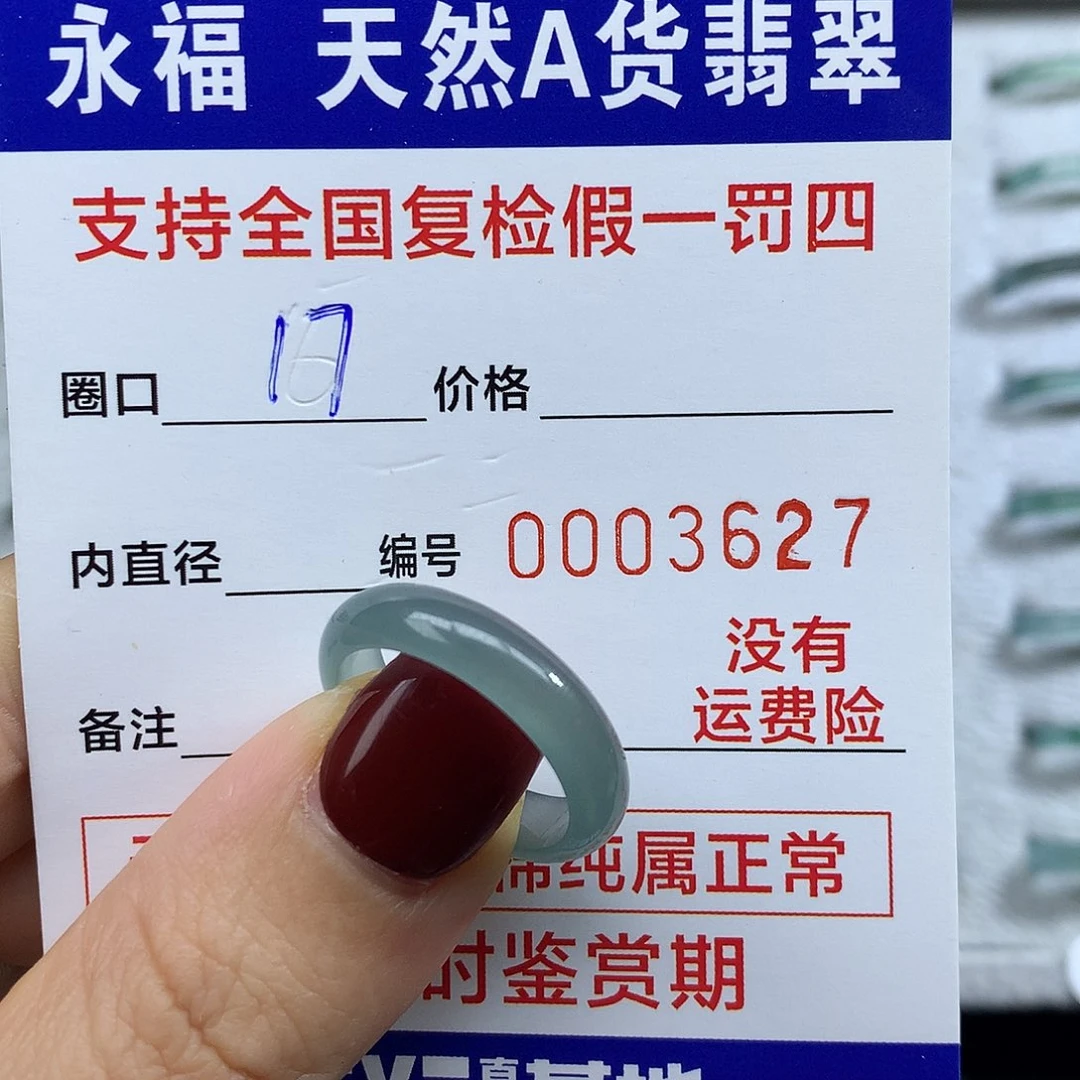 永福 天然A货翡翠
支持全国复检假一罚四
圈口 17 价格
内直径 编号 0003627
没有
备注 运费险
纯属正常
时鉴赏期